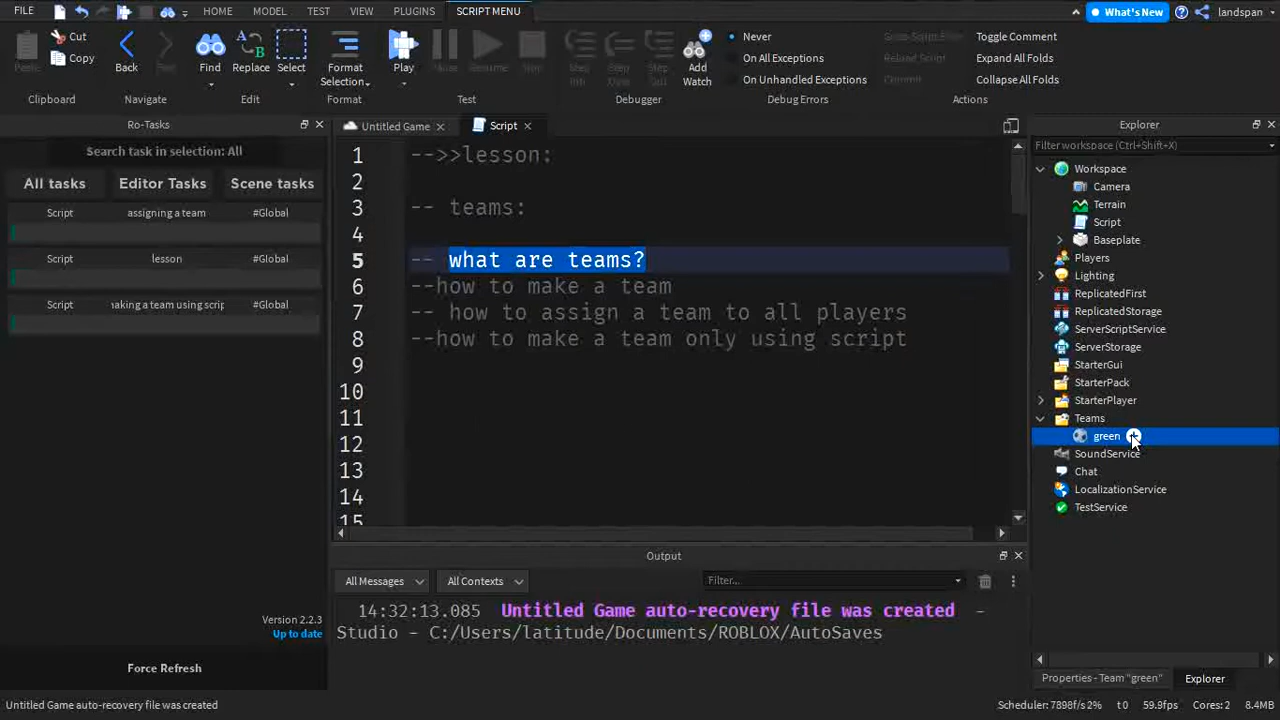 FILE
HOME
MODEL
TEST
VIEW
PLUGINS
SCRIPT MENU
What's New
landspan
Cut
Copy
Back
Find
Replace
Select
Format
Selection
Play
Add
Watch
Never
On All Exceptions
On Unhandled Exceptions
Toggle Comment
Expand All Folds
Collapse All Folds
Clipboard
Navigate
Edit
Format
Test
Debugger
Debug Errors
Actions
Ro-Tasks
Search task in selection: All
All tasks
Editor Tasks
Scene tasks
Script
assigning a team
#Global
Script
lesson
#Global
Script
naking a team using scrip
#Global
Version 2.2.3
Up to date
Force Refresh
Untitled Game
Script
1 -->>lesson:
2
3 -- teams:
4
5 -- what are teams?
6 --how to make a team
7 -- how to assign a team to all players
8 --how to make a team only using script
9
10
11
12
13
14
15
Output
All Messages
All Contexts
Filter...
14:32:13.085 Untitled Game auto-recovery file was created -
Studio - C:/Users/latitude/Documents/ROBLOX/AutoSaves
Explorer
Filter workspace (Ctrl+Shift+X)
Workspace
Camera
Terrain
Script
Baseplate
Players
Lighting
ReplicatedFirst
ReplicatedStorage
ServerScriptService
ServerStorage
StarterGui
StarterPack
StarterPlayer
Teams
green
SoundService
Chat
LocalizationService
TestService
Properties - Team "green"
Explorer
Untitled Game auto-recovery file was created
Scheduler: 7898f/s2%
t0
59.9fps
Cores: 2
8.4MB